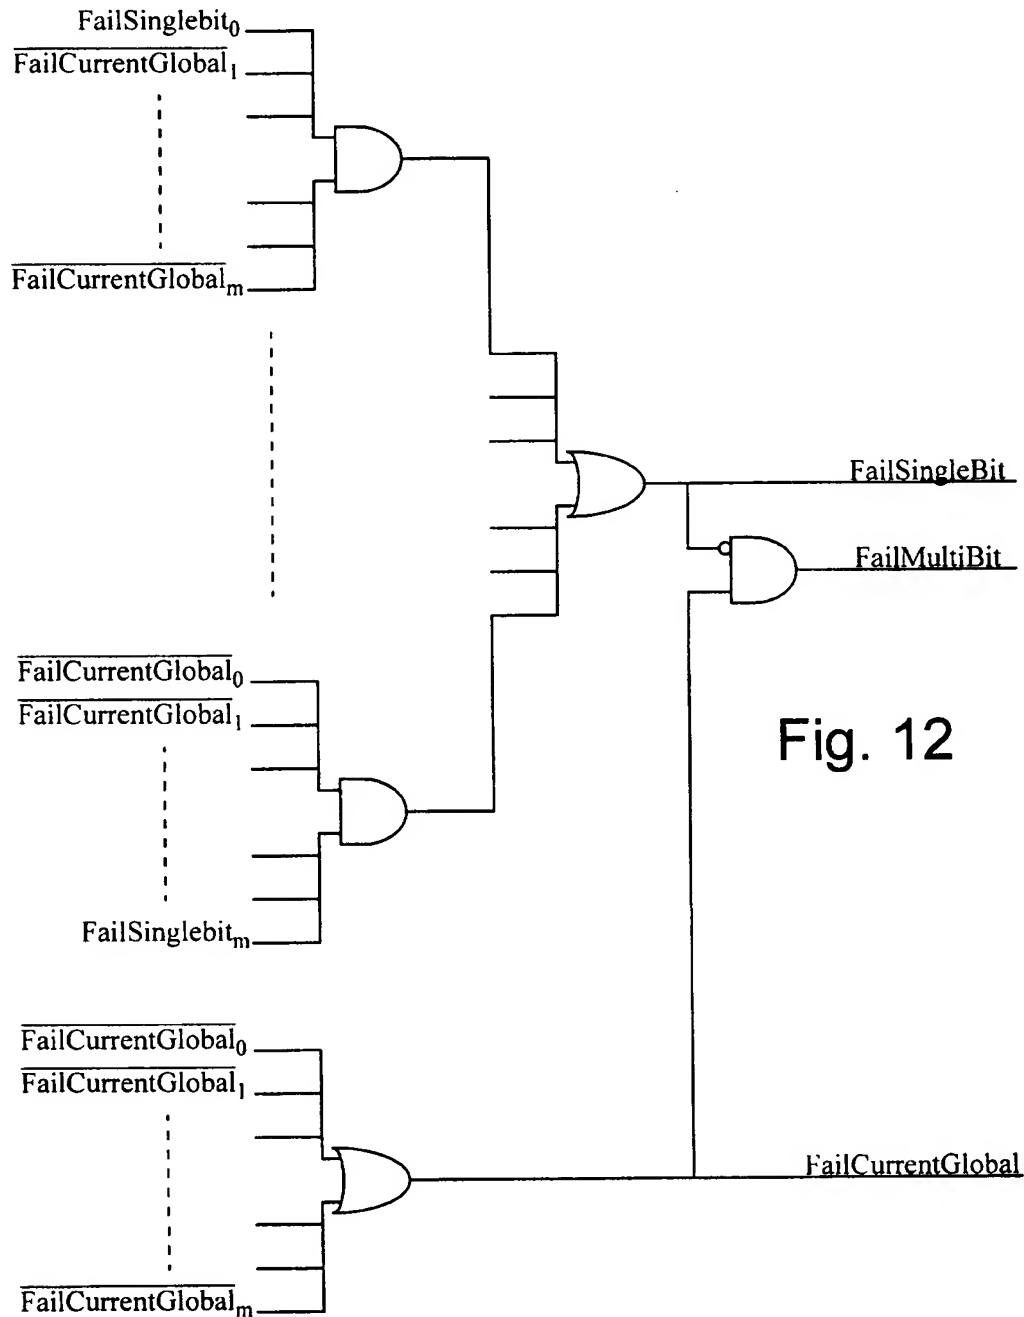 FailSinglebit0
FailCurrentGlobal1
FailCurrentGlobalm
FailSingleBit
FailMultiBit
FailCurrentGlobal0
FailCurrentGlobal1
Fig. 12
FailSinglebitm
FailCurrentGlobal0
FailCurrentGlobal1
FailCurrentGlobal
FailCurrentGlobalm